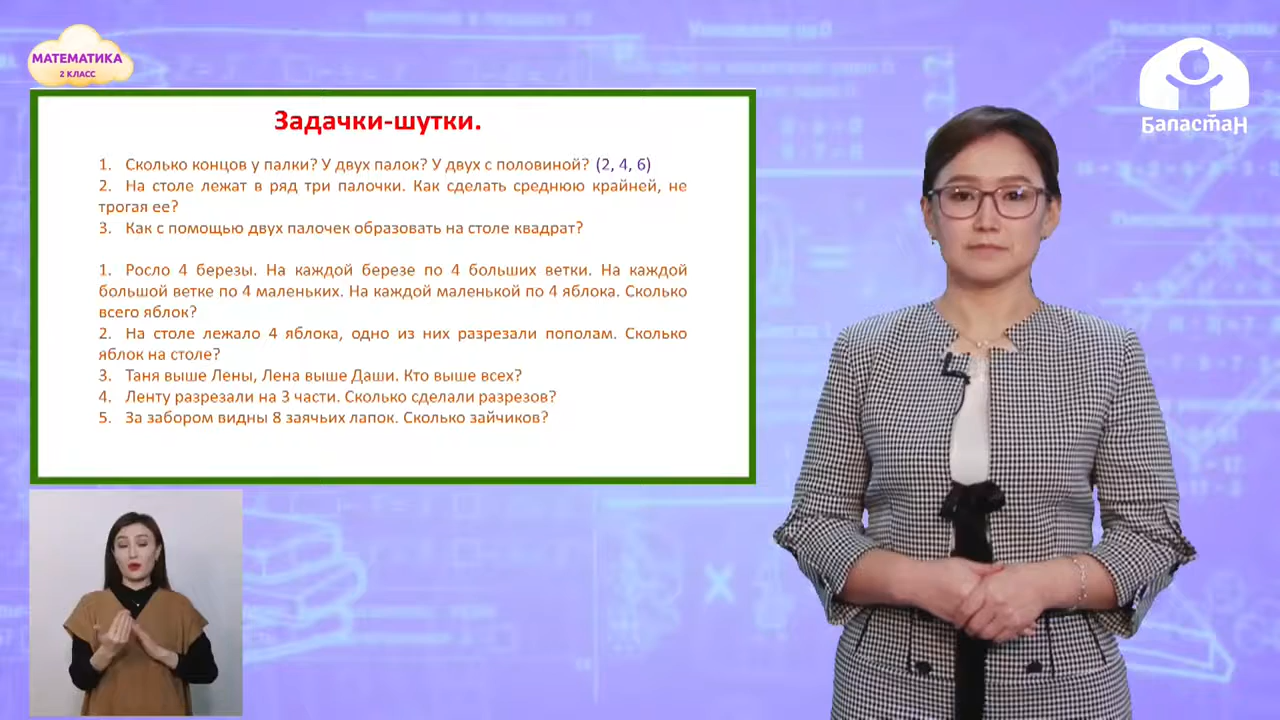 МАТЕМАТИКА
2 КЛАСС
Баластан
Задачки-шутки.
1. Сколько концов у палки? У двух палок? У двух с половиной? (2, 4, 6)
2. На столе лежат в ряд три палочки. Как сделать среднюю крайней, не
трогая ее?
3. Как с помощью двух палочек образовать на столе квадрат?
1. Росло 4 березы. На каждой березе по 4 больших ветки. На каждой
большой ветке по 4 маленьких. На каждой маленькой по 4 яблока. Сколько
всего яблок?
2. На столе лежало 4 яблока, одно из них разрезали пополам. Сколько
яблок на столе?
3. Таня выше Лены, Лена выше Даши. Кто выше всех?
4. Ленту разрезали на 3 части. Сколько сделали разрезов?
5. За забором видны 8 заячьих лапок. Сколько зайчиков?